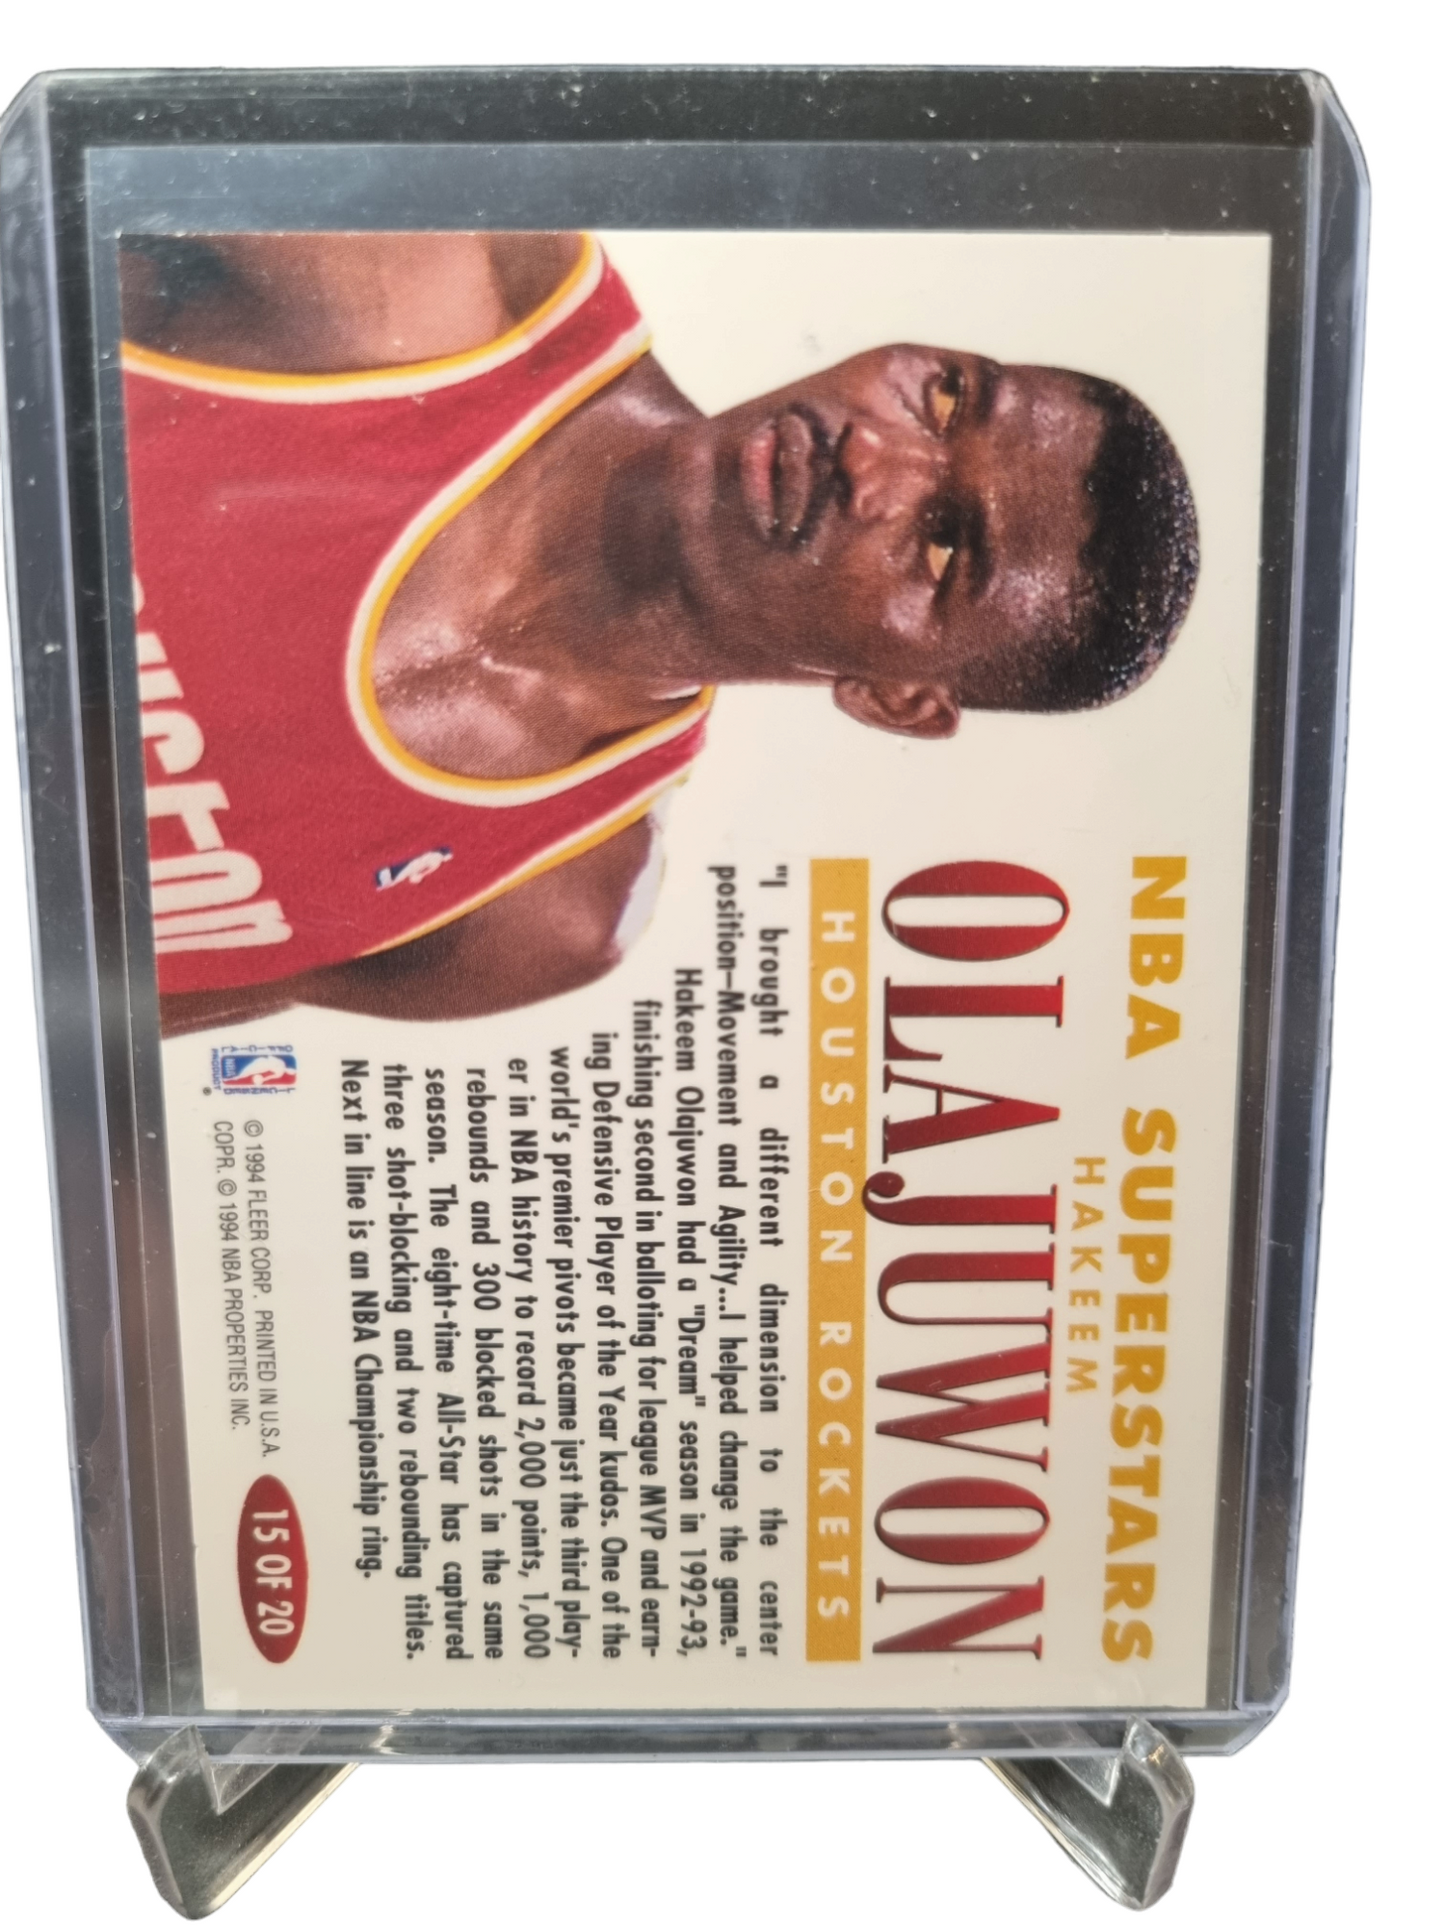 NBA SUPERSTARS
HAKEEM
OLAJUWON
HOUSTON ROCKETS
"I brought a different dimension to the center
position—Movement and Agility...I helped change the game."
Hakeem Olajuwon had a "Dream" season in 1992-93,
finishing second in balloting for league MVP and earn-
ing Defensive Player of the Year kudos. One of the
world's premier pivots became just the third play-
er in NBA history to record 2,000 points, 1,000
rebounds and 300 blocked shots in the same
season. The eight-time All-Star has captured
three shot-blocking and two rebounding titles.
Next in line is an NBA Championship ring.
© 1994 FLEER CORP. PRINTED IN U.S.A.
COPR. © 1994 NBA PROPERTIES INC.
15 OF 20
NBA
PRODUCT